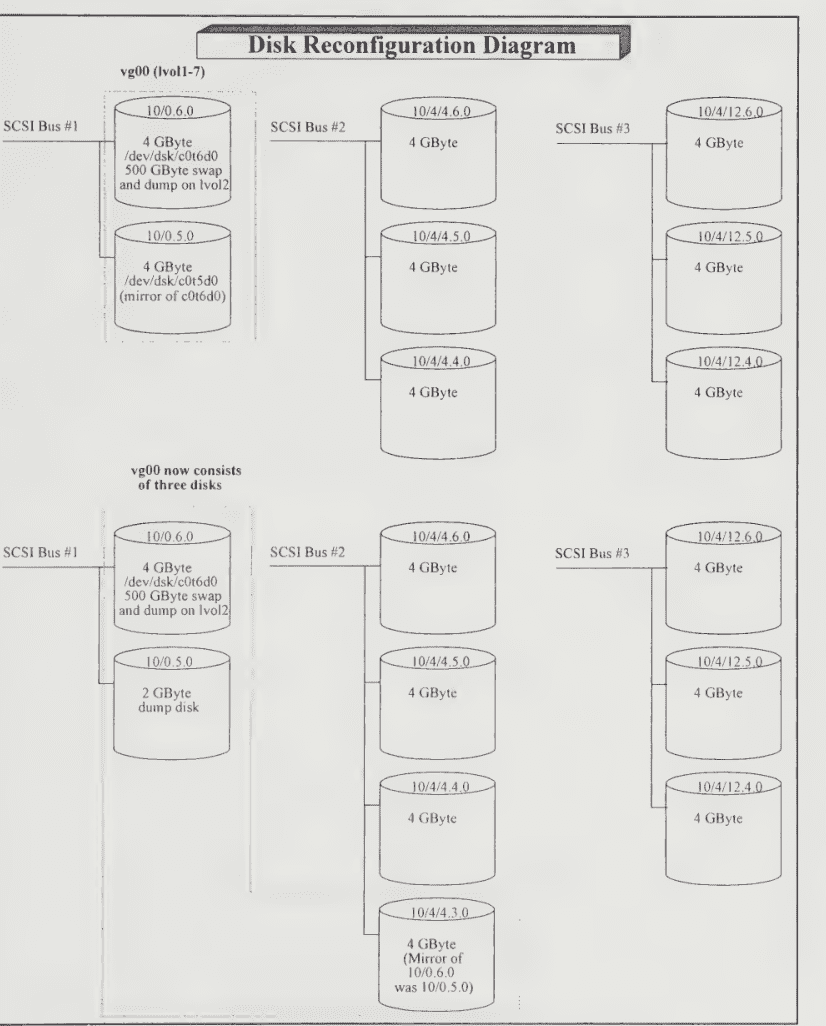 Disk Reconfiguration Diagram
vg00 (lvol1-7)
SCSI Bus #1
10/0.6.0
4 GByte
/dev/dsk/c0t6d0
500 GByte swap
and dump on lvol2
10/0.5.0
4 GByte
/dev/dsk/c0t5d0
(mirror of c0t6d0)
SCSI Bus #2
10/4/4.6.0
4 GByte
10/4/4.5.0
4 GByte
10/4/4.4.0
4 GByte
SCSI Bus #3
10/4/12.6.0
4 GByte
10/4/12.5.0
4 GByte
10/4/12.4.0
4 GByte
vg00 now consists
of three disks
SCSI Bus #1
10/0.6.0
4 GByte
/dev/dsk/c0t6d0
500 GByte swap
and dump on lvol2
10/0.5.0
2 GByte
dump disk
SCSI Bus #2
10/4/4.6.0
4 GByte
10/4/4.5.0
4 GByte
10/4/4.4.0
4 GByte
10/4/4.3.0
4 GByte
(Mirror of
10/0.6.0
was 10/0.5.0)
SCSI Bus #3
10/4/12.6.0
4 GByte
10/4/12.5.0
4 GByte
10/4/12.4.0
4 GByte